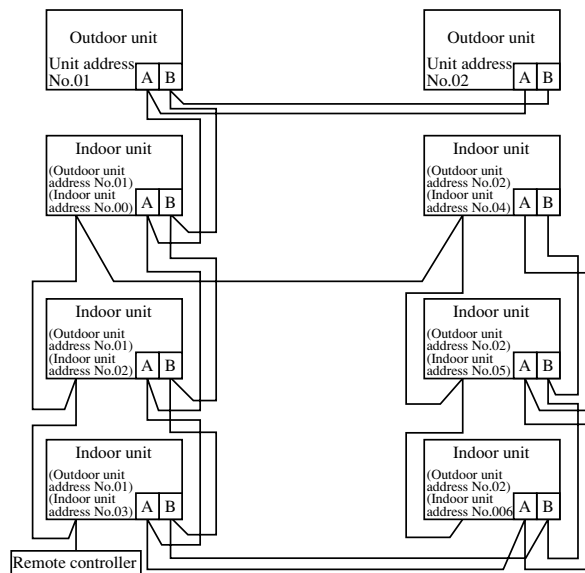 Outdoor unit
Unit address
No.01
A
B
Outdoor unit
Unit address
No.02
A
B
Indoor unit
(Outdoor unit
address No.01)
(Indoor unit
address No.00)
A
B
Indoor unit
(Outdoor unit
address No.02)
(Indoor unit
address No.04)
A
B
Indoor unit
(Outdoor unit
address No.01)
(Indoor unit
address No.02)
A
B
Indoor unit
(Outdoor unit
address No.02)
(Indoor unit
address No.05)
A
B
Indoor unit
(Outdoor unit
address No.01)
(Indoor unit
address No.03)
A
B
Indoor unit
(Outdoor unit
address No.02)
(Indoor unit
address No.006
A
B
Remote controller